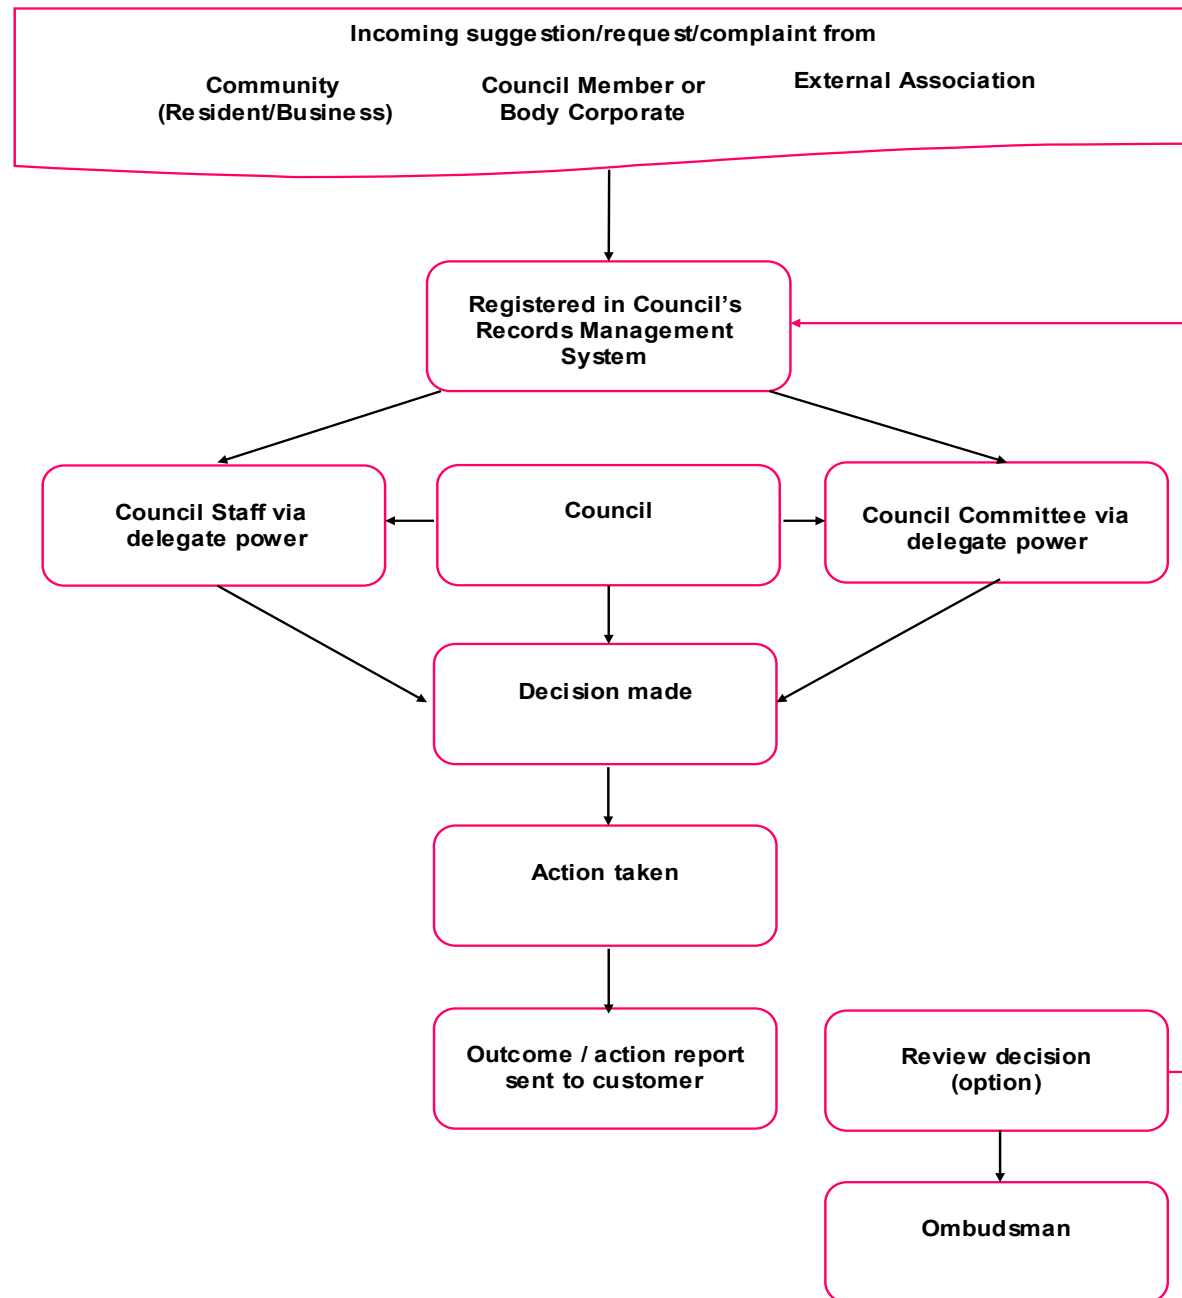 Incoming suggestion/request/complaint from
Community
(Resident/Business)
Council Member or
Body Corporate
External Association
Registered in Council’s
Records Management
System
Council Staff via
delegate power
Council
Council Committee via
delegate power
Decision made
Action taken
Outcome / action report
sent to customer
Review decision
(option)
Ombudsman